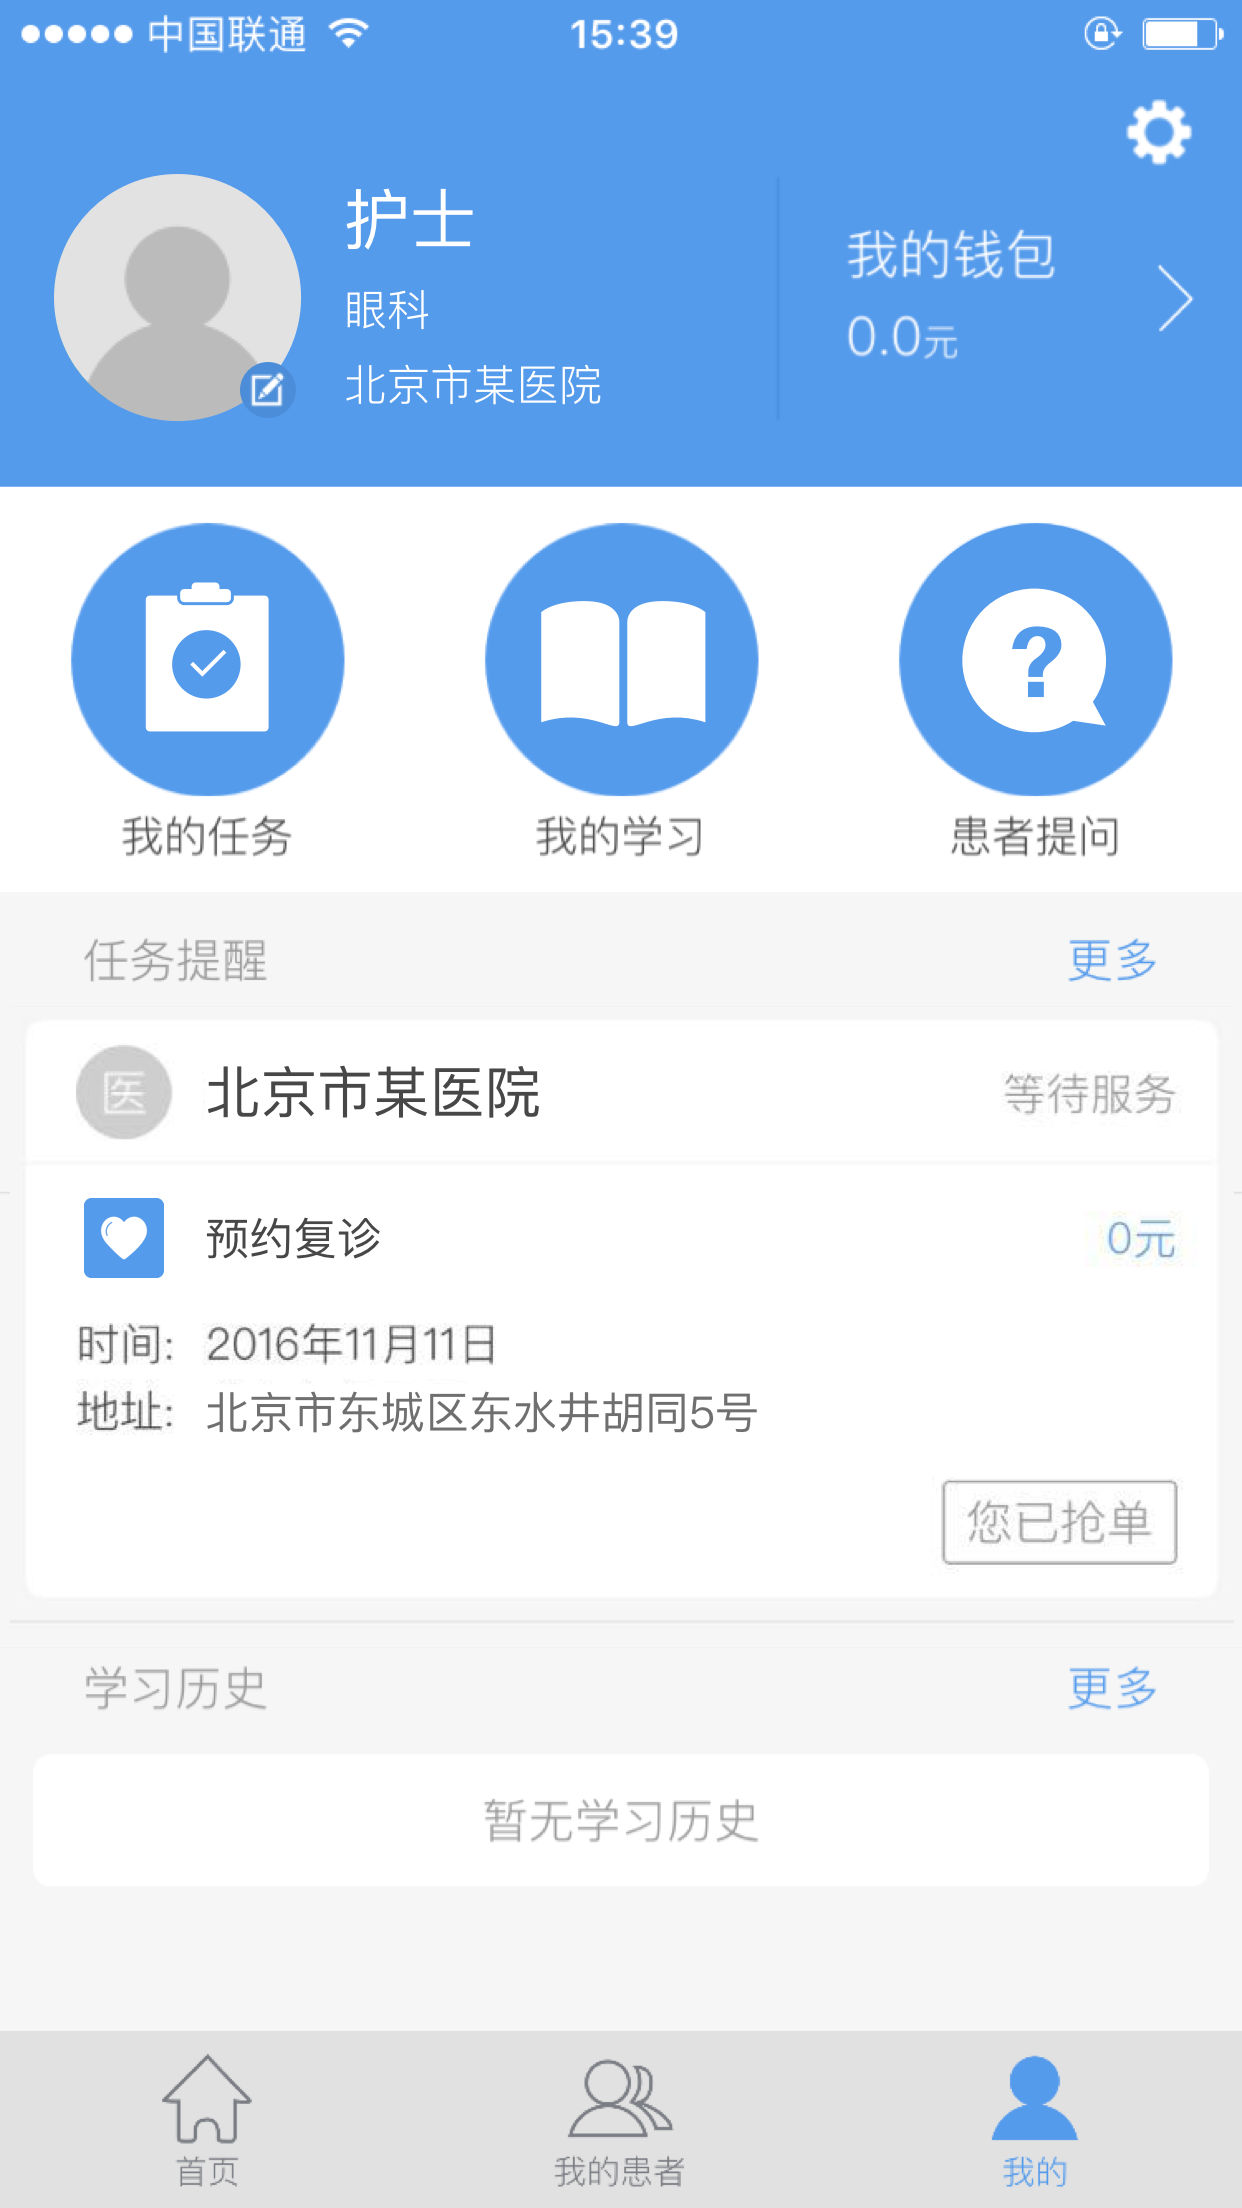 中国联通 15:39
护士
眼科
北京市某医院
我的钱包
0.0元
我的任务 我的学习 患者提问
任务提醒 更多
医 北京市某医院 等待服务
预约复诊 0元
时间: 2016年11月11日
地址: 北京市东城区东水井胡同5号
您已抢单
学习历史 更多
暂无学习历史
首页 我的患者 我的